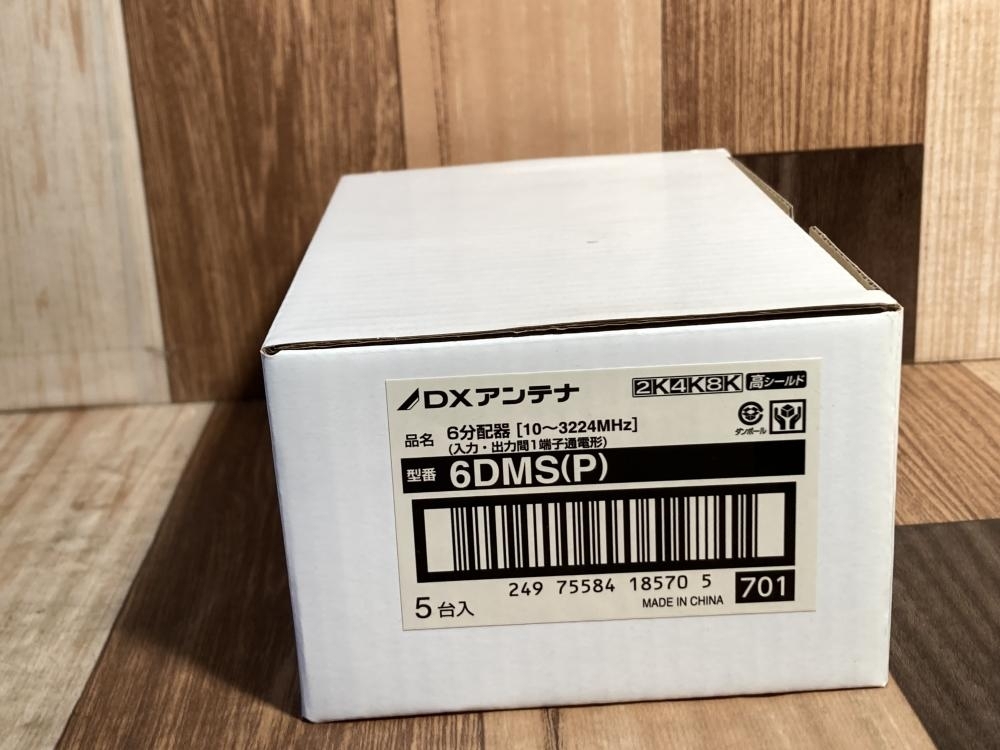 DXアンテナ 2K4K8K 高シールド
品名 6分配器 [10~3224MHz]
(入力・出力間1端子通電形)
ダンボール
型番 6DMS(P)
249 75584 18570 5
5台入 MADE IN CHINA 701